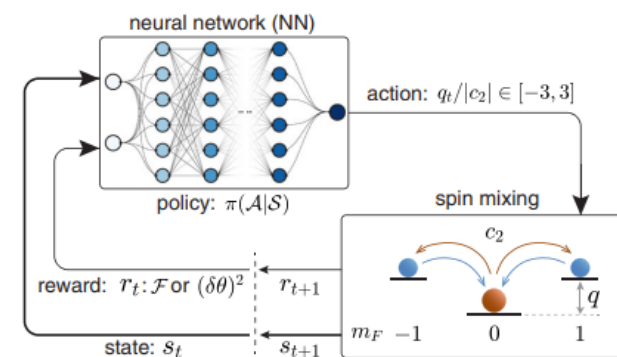 neural network (NN)
action: q_t/|c_2| ∈ [-3, 3]
policy: π(𝒜|𝒮)
spin mixing
c_2
q
m_F −1 0 1
reward: r_t: ℱ or (δθ)^2
r_{t+1}
state: s_t
s_{t+1}